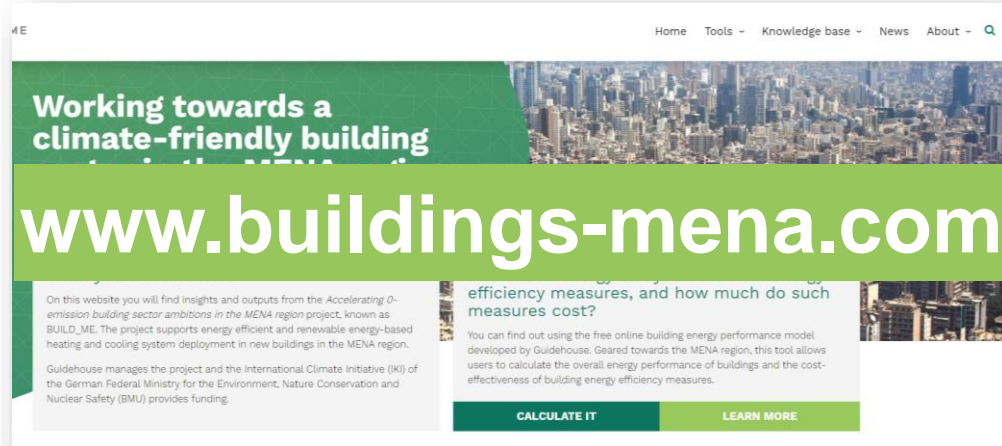 ME
Home Tools Knowledge base News About
Working towards a
climate-friendly building
www.buildings-mena.com
On this website you will find insights and outputs from the Accelerating 0-
emission building sector ambitions in the MENA region project, known as
BUILD_ME. The project supports energy efficient and renewable energy-based
heating and cooling system deployment in new buildings in the MENA region.
Guidehouse manages the project and the International Climate Initiative (IKI) of
the German Federal Ministry for the Environment, Nature Conservation and
Nuclear Safety (BMU) provides funding.
efficiency measures, and how much do such
measures cost?
You can find out using the free online building energy performance model
developed by Guidehouse. Geared towards the MENA region, this tool allows
users to calculate the overall energy performance of buildings and the cost-
effectiveness of building energy efficiency measures.
CALCULATE IT LEARN MORE